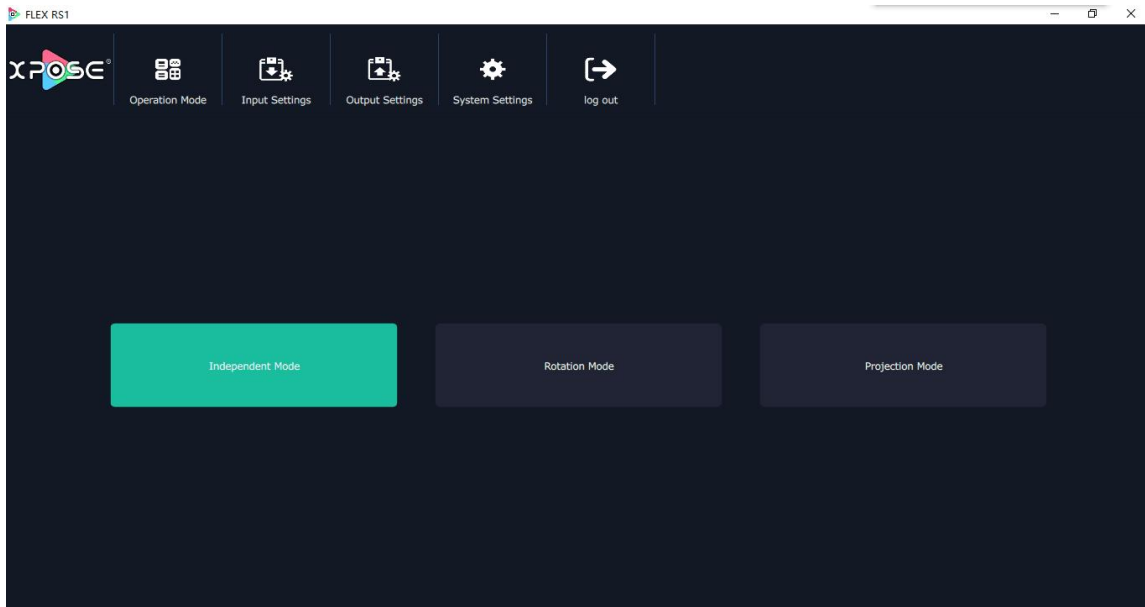 FLEX RS1
XPOSE®
Operation Mode
Input Settings
Output Settings
System Settings
log out
Independent Mode
Rotation Mode
Projection Mode